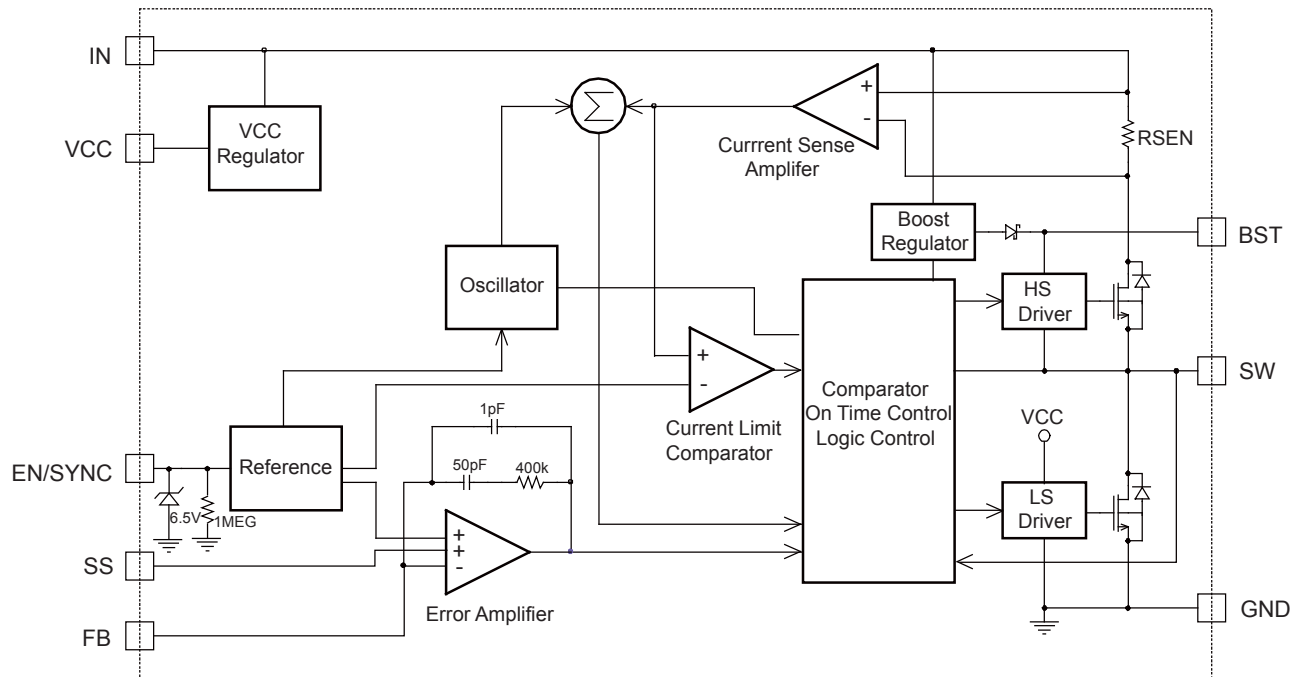 IN
VCC
Regulator
VCC
Σ
+
-
Currrent Sense
Amplifer
RSEN
Boost
Regulator
BST
Oscillator
HS
Driver
+
-
Current Limit
Comparator
Comparator
On Time Control
Logic Control
SW
VCC
1pF
50pF
400k
EN/SYNC
Reference
6.5V
1MEG
LS
Driver
+
+
-
Error Amplifier
SS
FB
GND